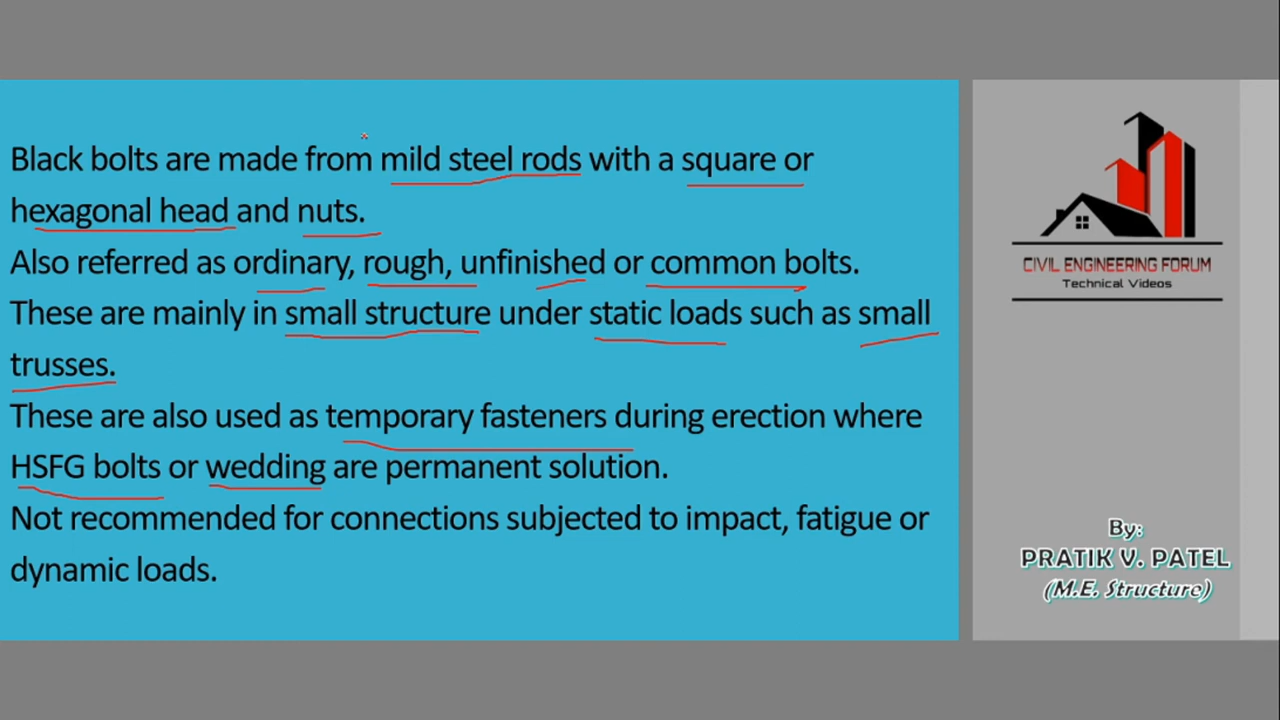 Black bolts are made from mild steel rods with a square or
hexagonal head and nuts.
Also referred as ordinary, rough, unfinished or common bolts.
These are mainly in small structure under static loads such as small
trusses.
These are also used as temporary fasteners during erection where
HSFG bolts or wedding are permanent solution.
Not recommended for connections subjected to impact, fatigue or
dynamic loads.
CIVIL ENGINEERING FORUM
Technical Videos
By:
PRATIK V. PATEL
(M.E. Structure)